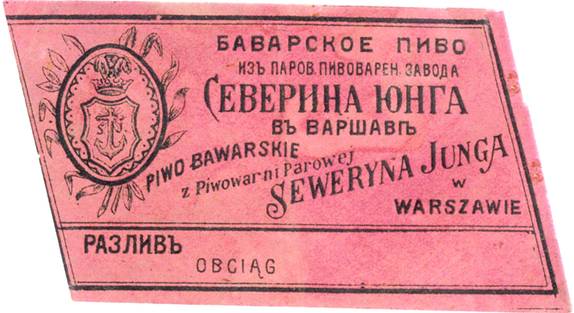 БАВАРСКОЕ ПИВО
ИЗЪ ПАРОВ. ПИВОВАРЕН. ЗАВОДА
СЕВЕРИНА ЮНГА
ВЪ ВАРШАВѢ
PIWO BAWARSKIE
z Piwowarni Parowej
SEWERYNA JUNGA
W
WARSZAWIE
РАЗЛИВЪ
OBCIĄG